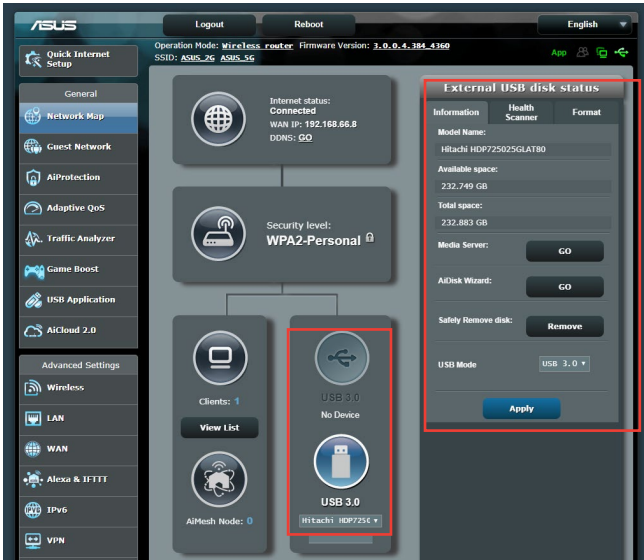 ASUS
Logout
Reboot
English
Quick Internet
Setup
Operation Mode: Wireless router Firmware Version: 3.0.0.4.384_4360
SSID: ASUS_2G ASUS_5G
App
General
Network Map
Guest Network
AiProtection
Adaptive QoS
Traffic Analyzer
Game Boost
USB Application
AiCloud 2.0
Advanced Settings
Wireless
LAN
WAN
Alexa & IFTTT
IPv6
VPN
Internet status:
Connected
WAN IP: 192.168.66.8
DDNS: GO
Security level:
WPA2-Personal
Clients: 1
View List
AiMesh Node: 0
USB 3.0
No Device
USB 3.0
Hitachi HDP725C
External USB disk status
Information
Health
Scanner
Format
Model Name:
Hitachi HDP725025GLAT80
Available space:
232.749 GB
Total space:
232.883 GB
Media Server:
GO
AiDisk Wizard:
GO
Safely Remove disk:
Remove
USB Mode
USB 3.0
Apply